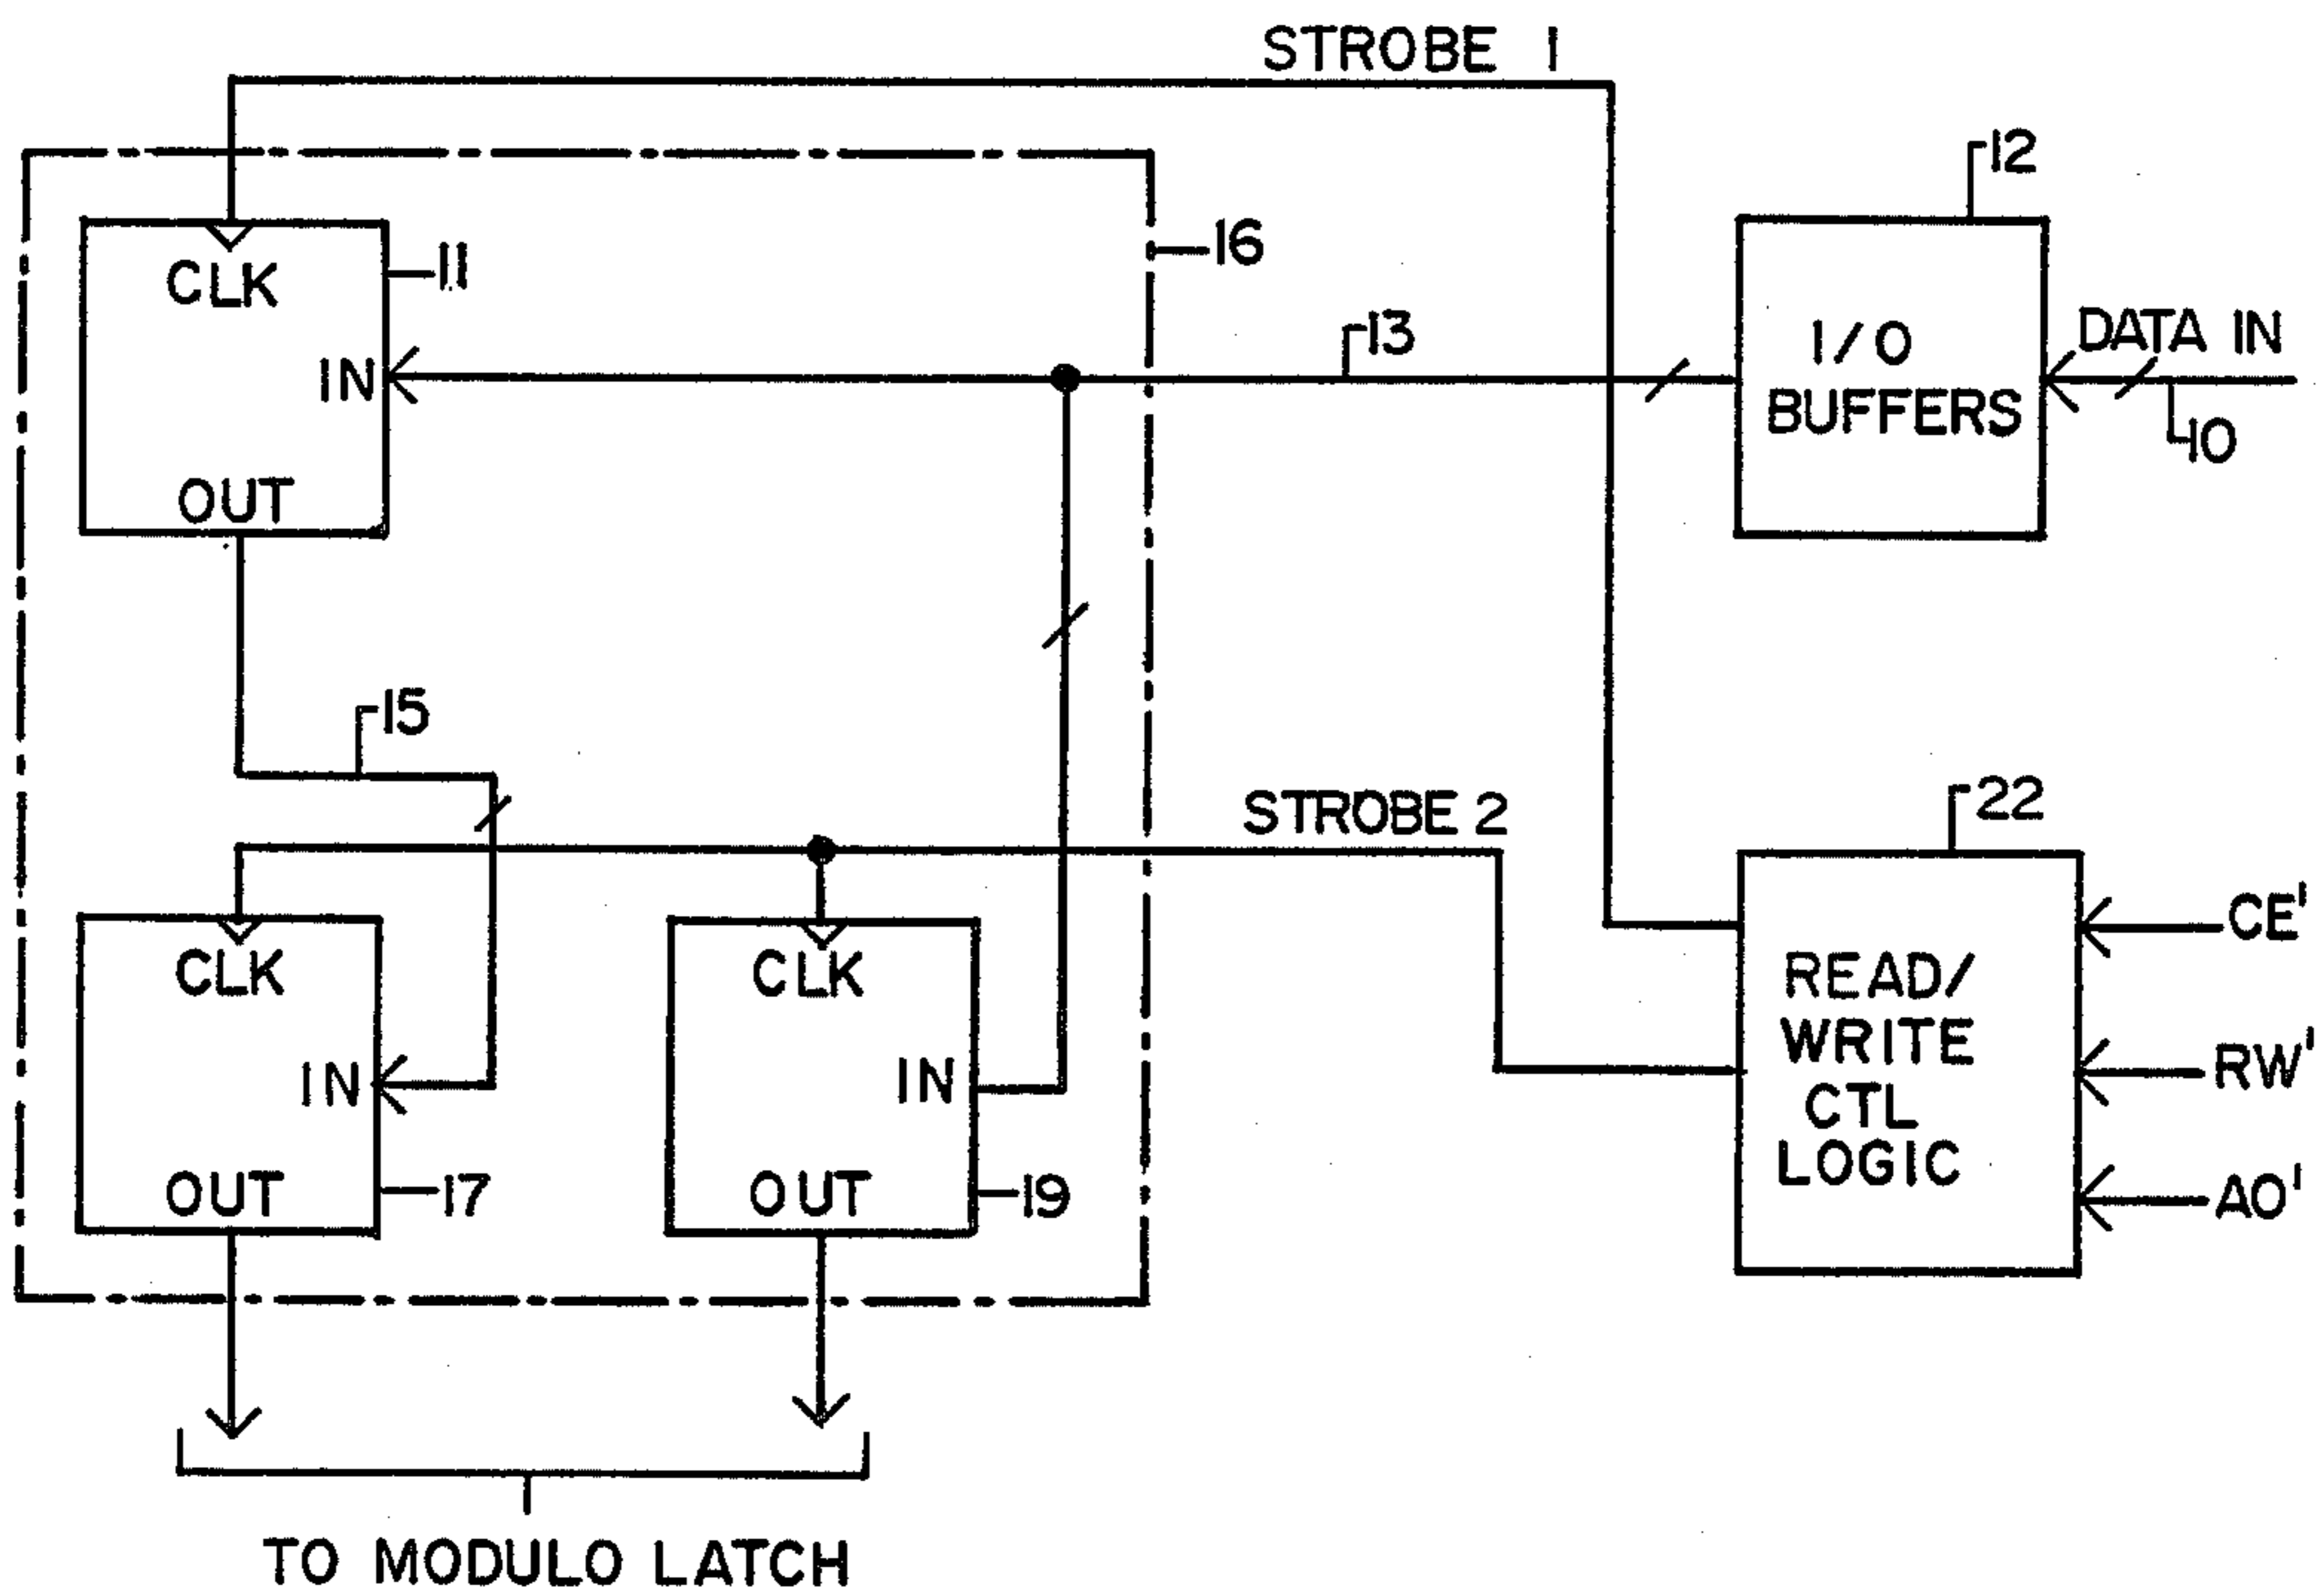 STROBE 1
12
16
11
CLK
13
DATA IN
I/O
BUFFERS
IN
10
OUT
15
STROBE 2
22
CE'
CLK
CLK
READ/
WRITE
CTL
LOGIC
RW'
IN
IN
AO'
OUT
17
OUT
19
TO MODULO LATCH